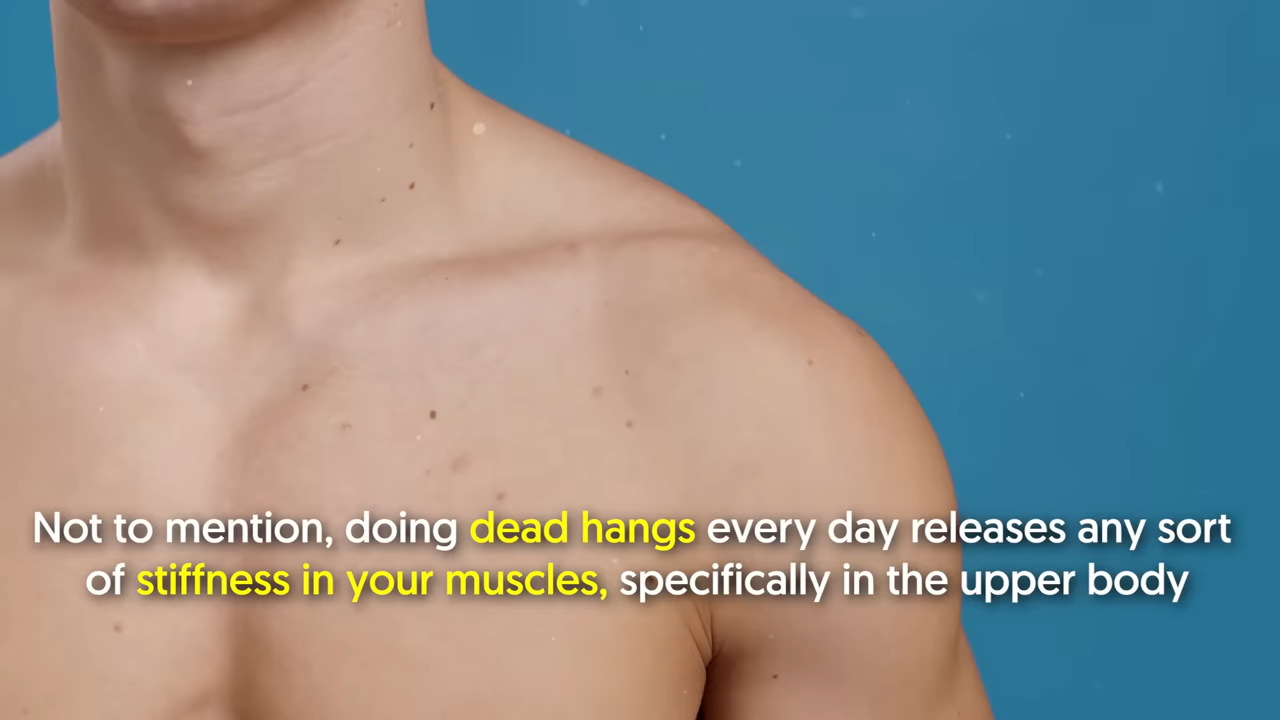 Not to mention, doing dead hangs every day releases any sort
of stiffness in your muscles, specifically in the upper body